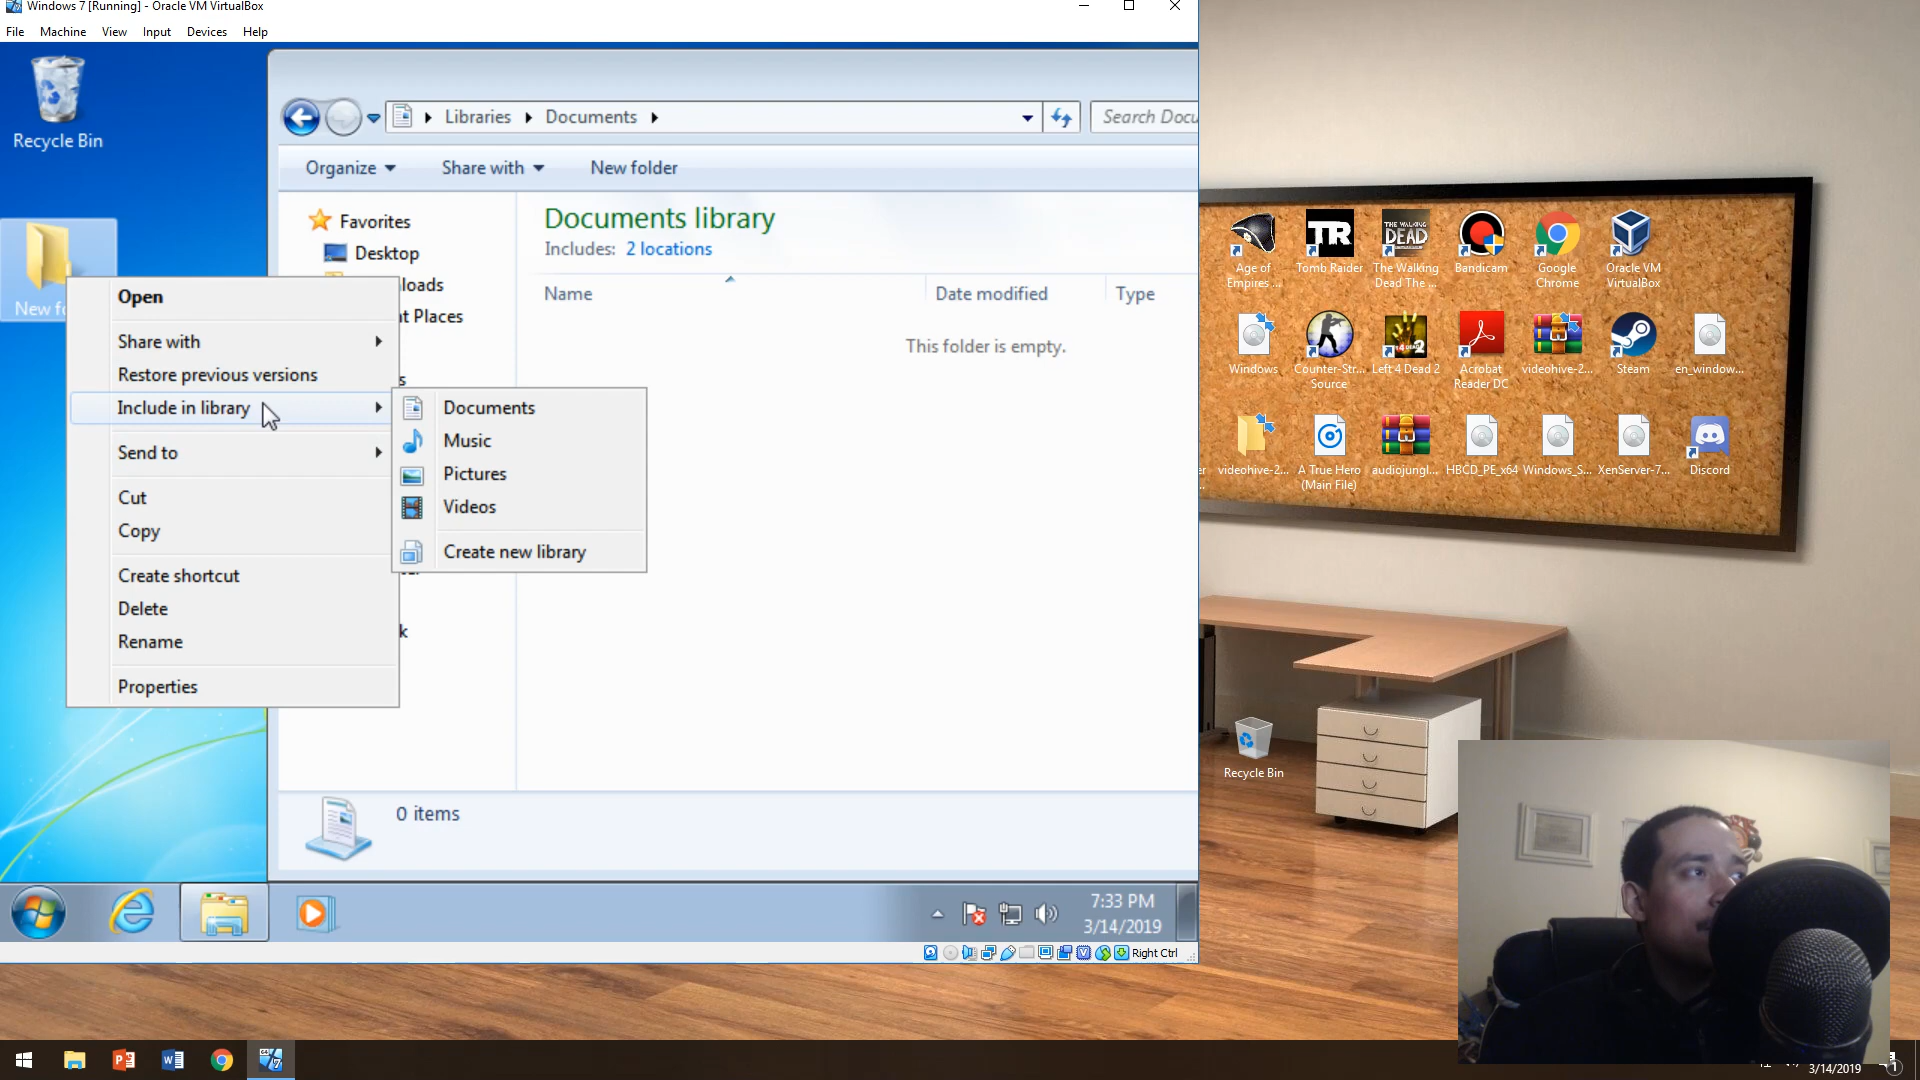 Windows 7 [Running] - Oracle VM VirtualBox
File Machine View Input Devices Help
Recycle Bin
Libraries Documents
Search Docu
Organize Share with New folder
Favorites
Desktop
loads
t Places
s
k
Documents library
Includes: 2 locations
Name Date modified Type
This folder is empty.
New fo
Open
Share with
Restore previous versions
Include in library
Send to
Cut
Copy
Create shortcut
Delete
Rename
Properties
Documents
Music
Pictures
Videos
Create new library
0 items
7:33 PM
3/14/2019
Right Ctrl
Age of
Empires ...
TR
Tomb Raider
THE WALKING
DEAD
The Walking
Dead The ...
Bandicam
Google
Chrome
Oracle VM
VirtualBox
Windows
Counter-Str...
Source
Left 4 Dead 2
Acrobat
Reader DC
videohive-2...
Steam
en_window...
videohive-2...
A True Hero
(Main File)
audiojungl...
HBCD_PE_x64
Windows_S...
XenServer-7...
Discord
Recycle Bin
3/14/2019
1